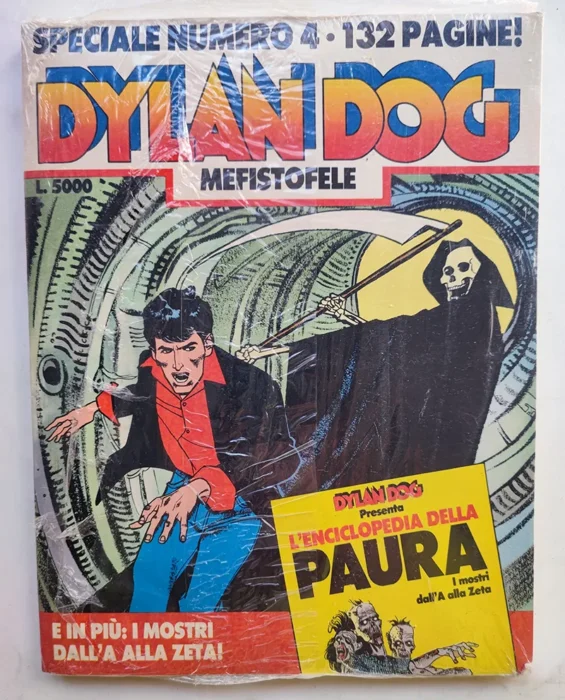 SPECIALE NUMERO 4 • 132 PAGINE!
DYLAN DOG
L. 5000
MEFISTOFELE
DYLAN DOG
Presenta
L'ENCICLOPEDIA DELLA
PAURA
I mostri
dall'A alla Zeta
E IN PIÙ: I MOSTRI
DALL'A ALLA ZETA!